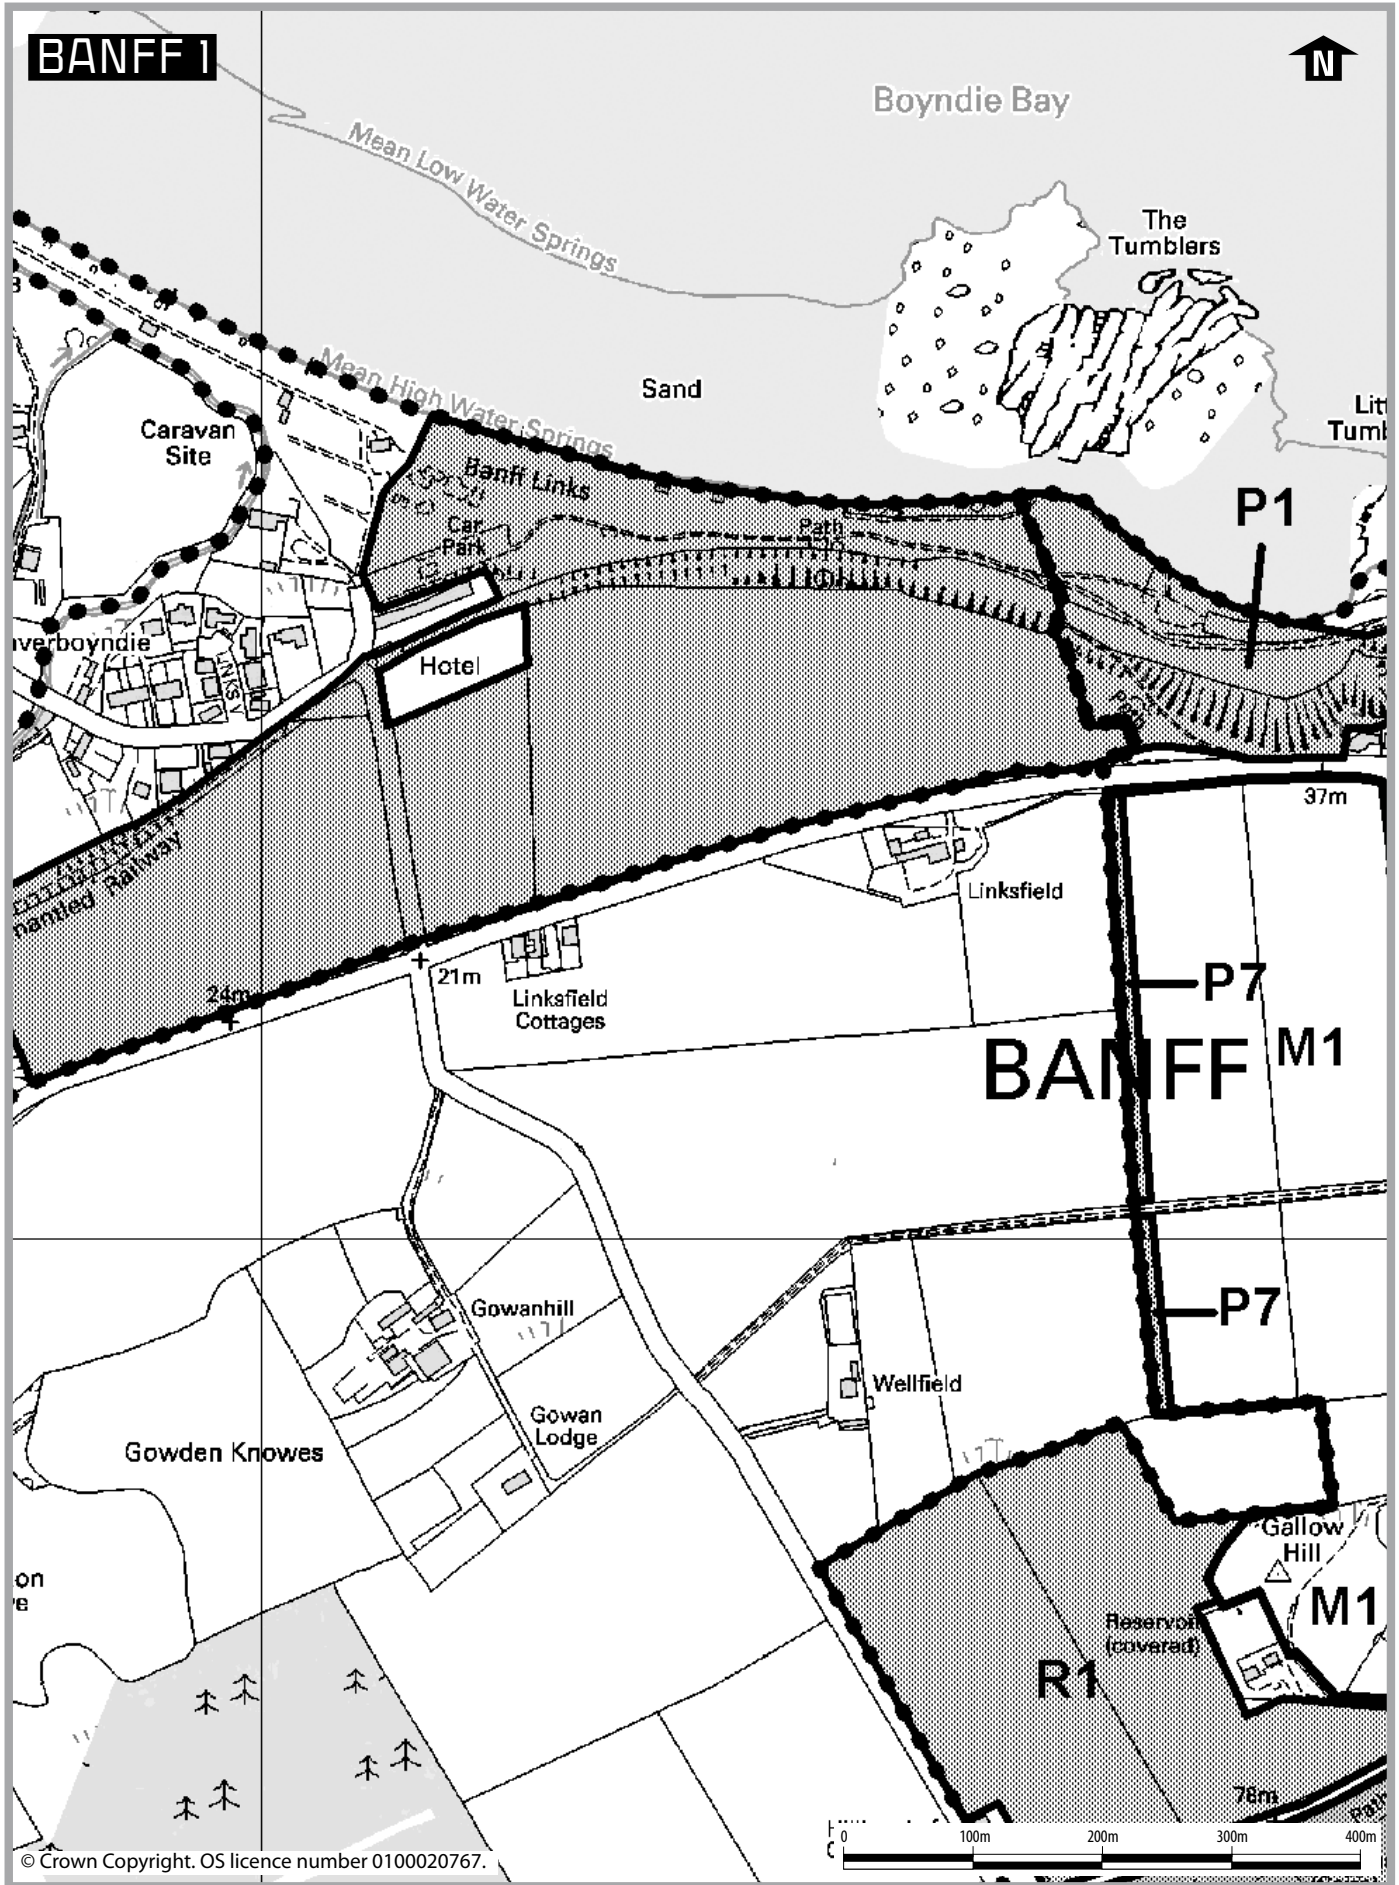 BANFF 1
N
Boyndie Bay
Mean Low Water Springs
The
Tumblers
Mean High Water Springs
Sand
Caravan
Site
Banff Links
Car
Park
Path
P1
Hotel
LINKS
Path
37m
Linksfield
21m
24m
Linksfield
Cottages
P7
BANFF
M1
P7
Gowanhill
Wellfield
Gowan
Lodge
Gowden Knowes
Gallow
Hill
M1
Reservoir
(covered)
R1
78m
Path
0 100m 200m 300m 400m
© Crown Copyright. OS licence number 0100020767.